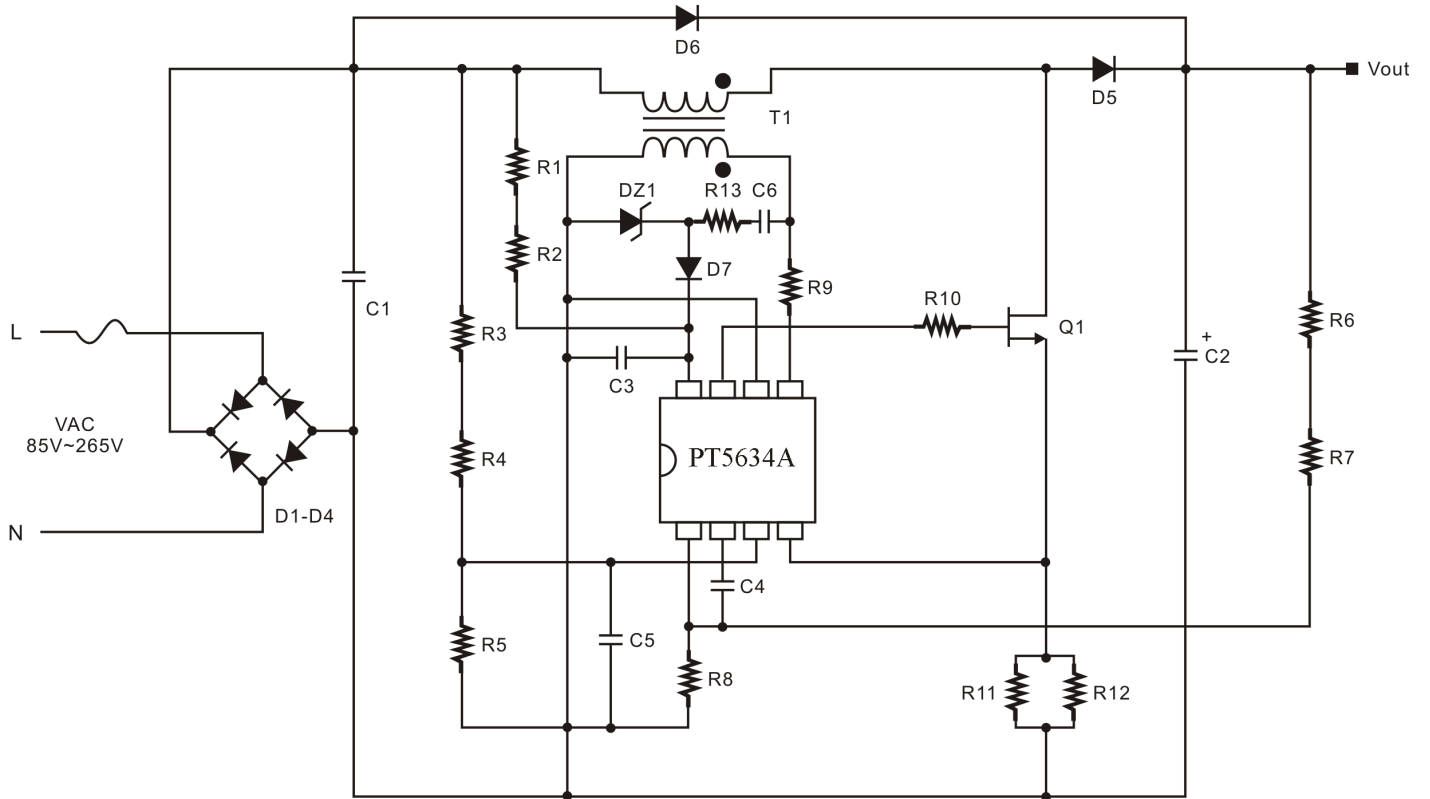 D6
Vout
D5
T1
R1
DZ1
R13
C6
R2
D7
R9
C1
R10
R3
Q1
R6
L
+
C2
C3
VAC
85V~265V
R4
PT5634A
R7
D1-D4
N
C4
R5
C5
R8
R11
R12